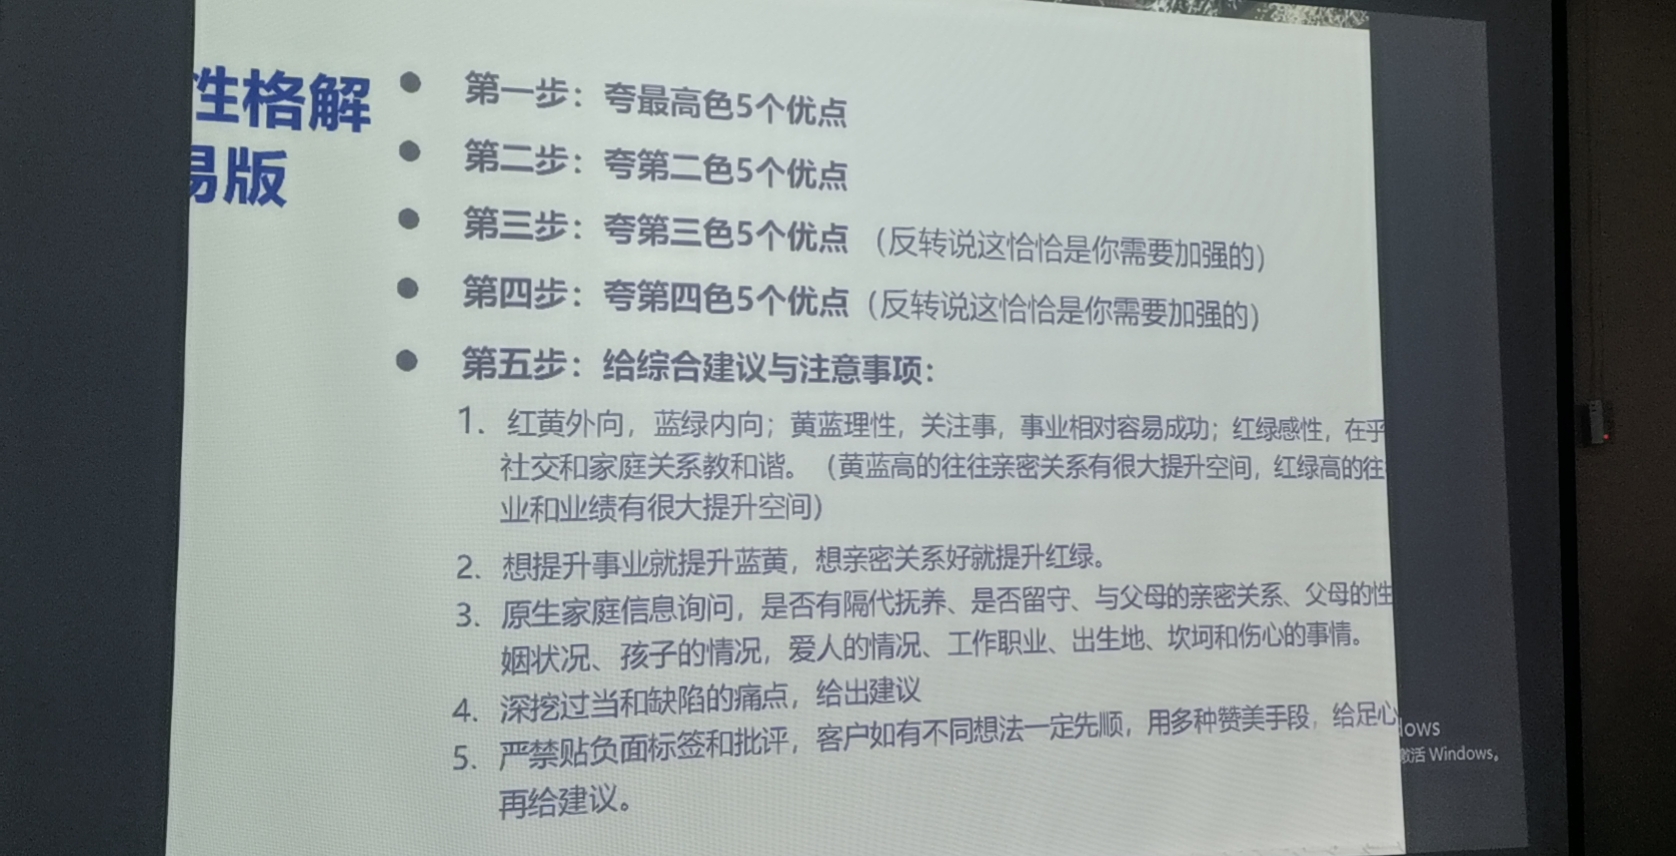 性格解
易版
第一步：夸最高色5个优点
第二步：夸第二色5个优点
第三步：夸第三色5个优点（反转说这恰恰是你需要加强的）
第四步：夸第四色5个优点（反转说这恰恰是你需要加强的）
第五步：给综合建议与注意事项：
1. 红黄外向，蓝绿内向；黄蓝理性，关注事，事业相对容易成功；红绿感性，在乎
社交和家庭关系教和谐。（黄蓝高的往往亲密关系有很大提升空间，红绿高的往
业和业绩有很大提升空间）
2. 想提升事业就提升蓝黄，想亲密关系好就提升红绿。
3. 原生家庭信息询问，是否有隔代抚养、是否留守、与父母的亲密关系、父母的性
姻状况、孩子的情况，爱人的情况、工作职业、出生地、坎坷和伤心的事情。
4. 深挖过当和缺陷的痛点，给出建议
5. 严禁贴负面标签和批评，客户如有不同想法一定先顺，用多种赞美手段，给足心
再给建议。
dows
激活 Windows。